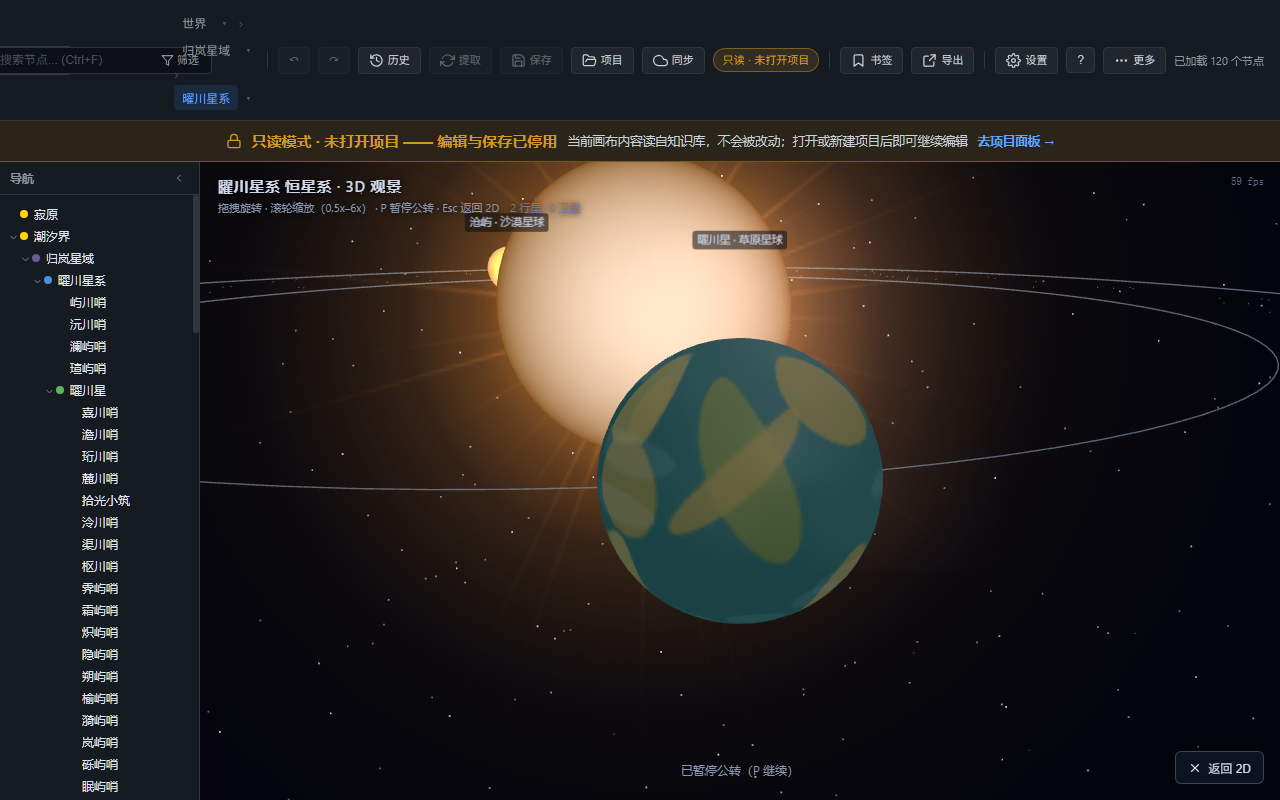 世界
归岚星域
曜川星系
搜索节点... (Ctrl+F)
筛选
历史
提取
保存
项目
同步
只读 · 未打开项目
书签
导出
设置
?
更多
已加载 120 个节点
只读模式 · 未打开项目 —— 编辑与保存已停用 当前画布内容读自知识库，不会被改动；打开或新建项目后即可继续编辑 去项目面板 →
导航
寂原
潮汐界
归岚星域
曜川星系
屿川哨
沅川哨
澜屿哨
瑄屿哨
曜川星
嘉川哨
澹川哨
珩川哨
麓川哨
拾光小筑
泠川哨
渠川哨
枢川哨
霁屿哨
霜屿哨
炽屿哨
隐屿哨
朔屿哨
榆屿哨
漪屿哨
岚屿哨
砾屿哨
眠屿哨
曜川星系 恒星系 · 3D 观景
59 fps
拖拽旋转 · 滚轮缩放（0.5x–6x） · P 暂停公转 · Esc 返回 2D 2 行星
沧屿 · 沙漠星球
曜川星 · 草原星球
已暂停公转（P 继续）
返回 2D